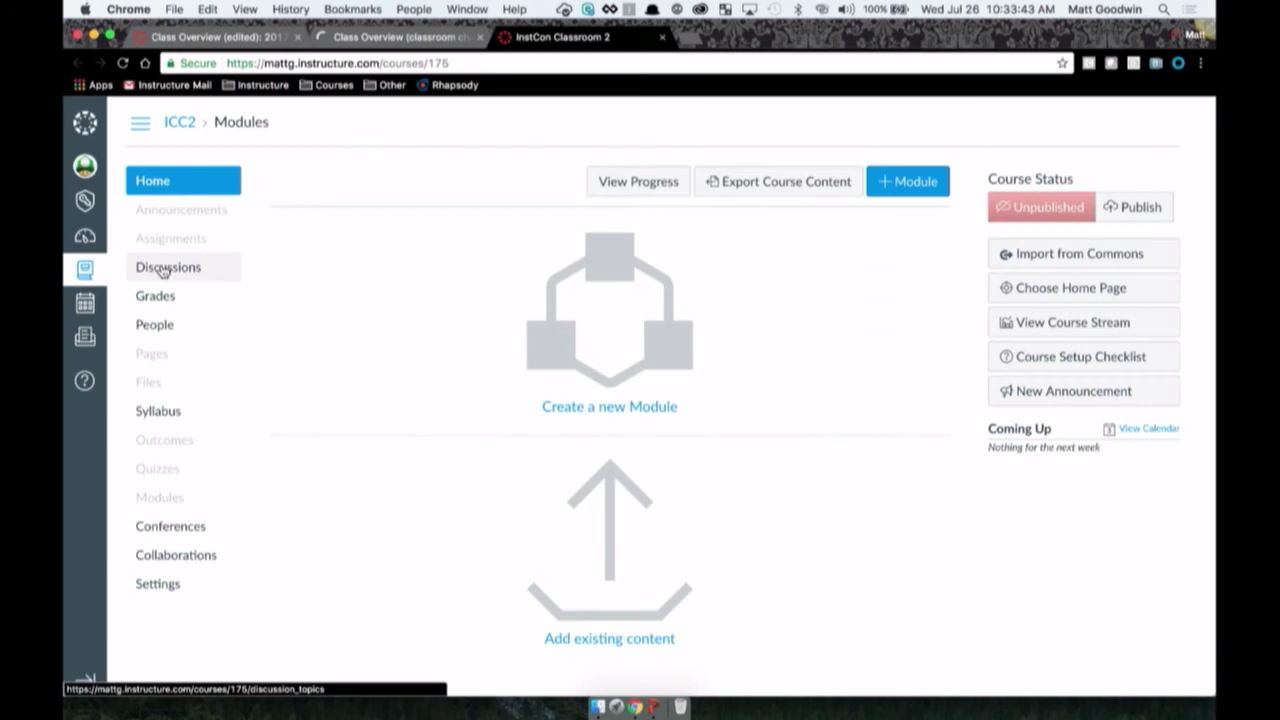 Chrome File Edit View History Bookmarks People Window Help 100% Wed Jul 26 10:33:43 AM Matt Goodwin
Class Overview (edited): 201 Class Overview (classroom ch InstCon Classroom 2 Matt
Secure https://mattg.instructure.com/courses/175
Apps Instructure Mail Instructure Courses Other Rhapsody
ICC2 › Modules
Home
Announcements
Assignments
Discussions
Grades
People
Pages
Files
Syllabus
Outcomes
Quizzes
Modules
Conferences
Collaborations
Settings
View Progress Export Course Content + Module
Create a new Module
Add existing content
Course Status
Unpublished Publish
Import from Commons
Choose Home Page
View Course Stream
Course Setup Checklist
New Announcement
Coming Up View Calendar
Nothing for the next week
https://mattg.instructure.com/courses/175/discussion_topics